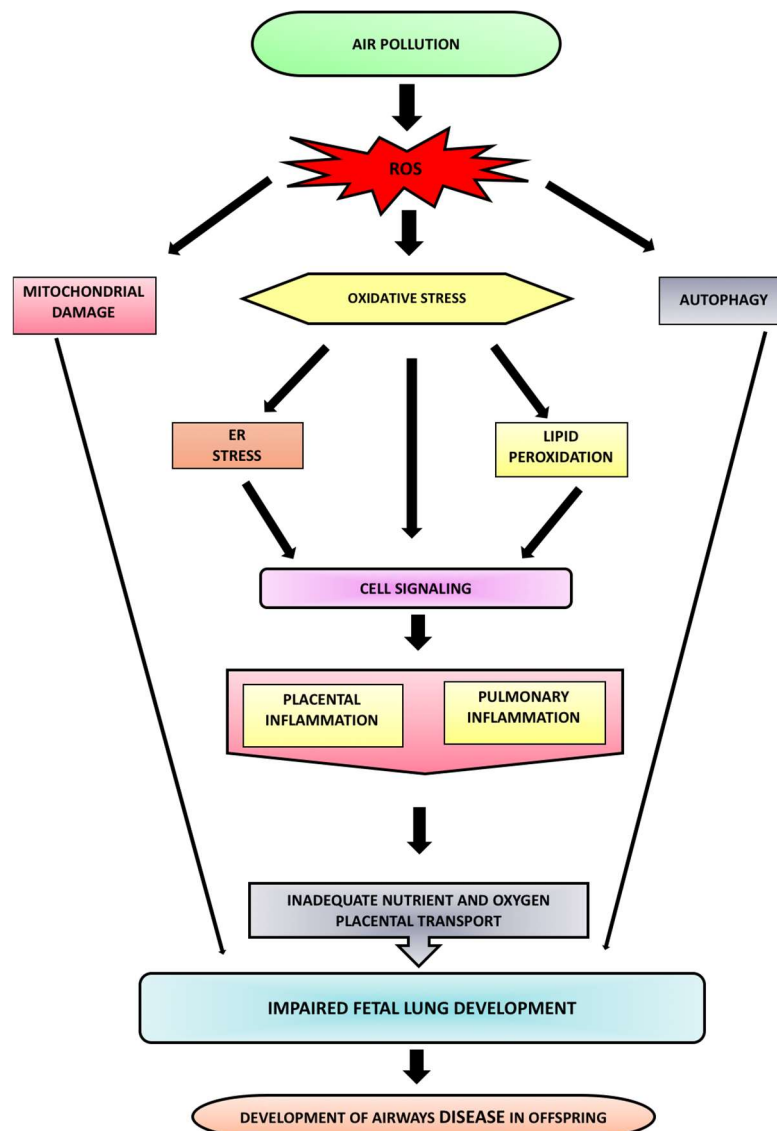 AIR POLLUTION
ROS
MITOCHONDRIAL
DAMAGE
OXIDATIVE STRESS
AUTOPHAGY
ER
STRESS
LIPID
PEROXIDATION
CELL SIGNALING
PLACENTAL
INFLAMMATION
PULMONARY
INFLAMMATION
INADEQUATE NUTRIENT AND OXYGEN
PLACENTAL TRANSPORT
IMPAIRED FETAL LUNG DEVELOPMENT
DEVELOPMENT OF AIRWAYS DISEASE IN OFFSPRING